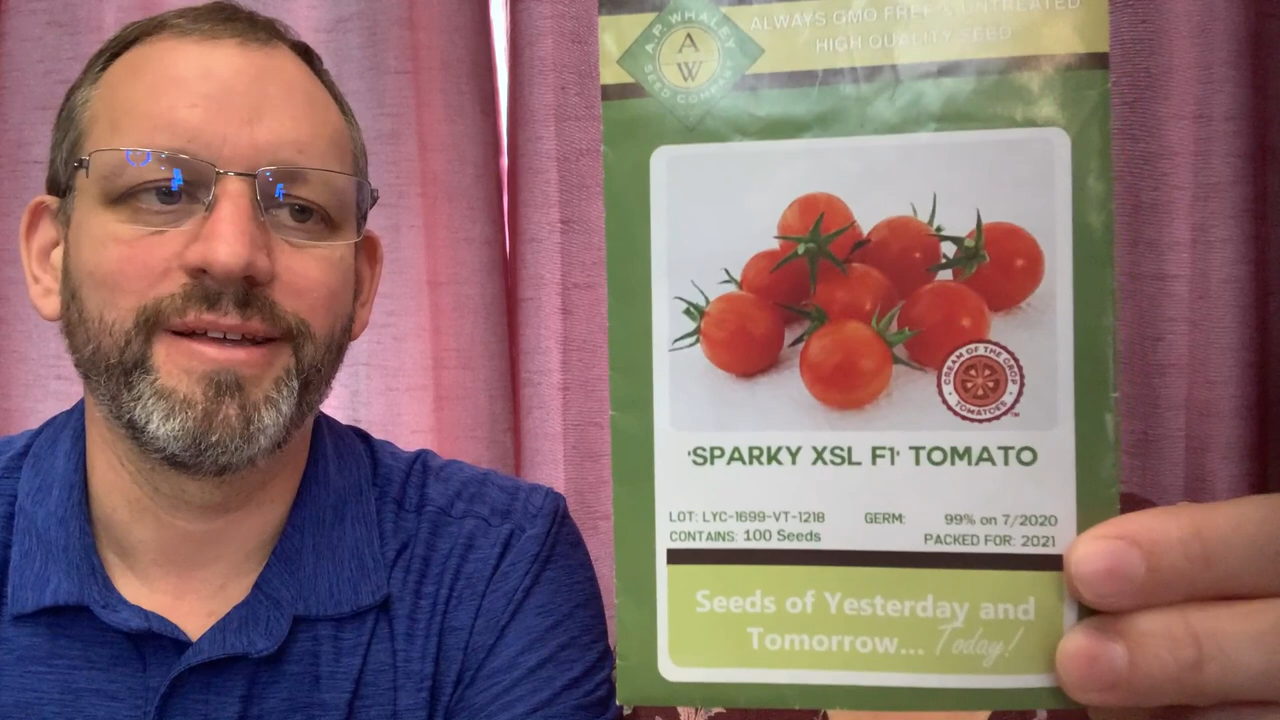 A.P. WHALEY
AW
SEED COMPANY
ALWAYS GMO FREE & UNTREATED
HIGH QUALITY SEED
CREAM OF THE CROP
TOMATOES™
'SPARKY XSL F1' TOMATO
LOT: LYC-1699-VT-1218 GERM: 99% on 7/2020
CONTAINS: 100 Seeds PACKED FOR: 2021
Seeds of Yesterday and
Tomorrow... Today!